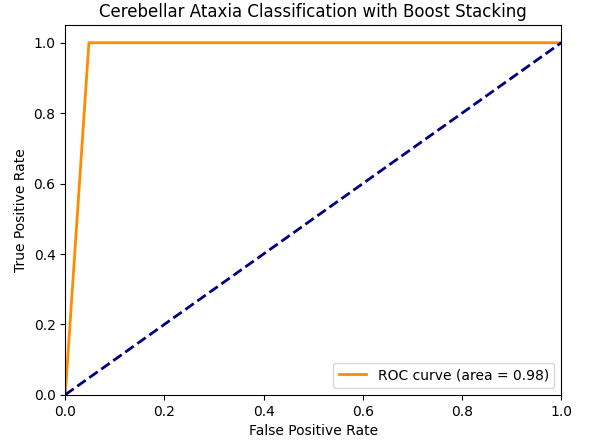 Cerebellar Ataxia Classification with Boost Stacking
1.0
0.8
0.6
0.4
0.2
0.0
True Positive Rate
ROC curve (area = 0.98)
0.0 0.2 0.4 0.6 0.8 1.0
False Positive Rate